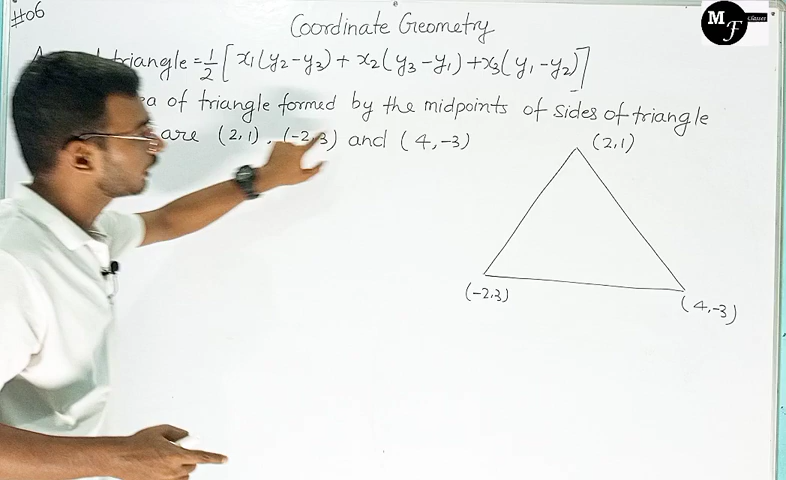 #06
Coordinate Geometry
M F Classes
triangle = 1/2 [ x1(y2 - y3) + x2(y3 - y1) + x3(y1 - y2) ]
of triangle formed by the midpoints of sides of triangle
are (2,1), (-2,3) and (4,-3)
(2,1)
(-2,3)
(4,-3)